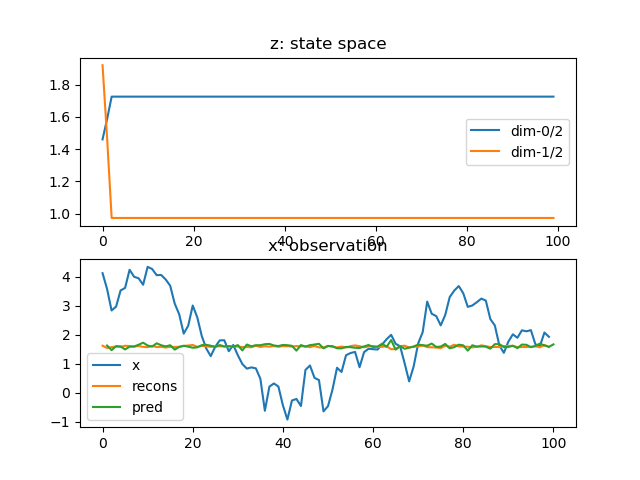 z: state space
1.8
1.6
1.4
1.2
1.0
dim-0/2
dim-1/2
0 20 40 60 80 100
x: observation
4
3
2
1
0
−1
x
recons
pred
0 20 40 60 80 100